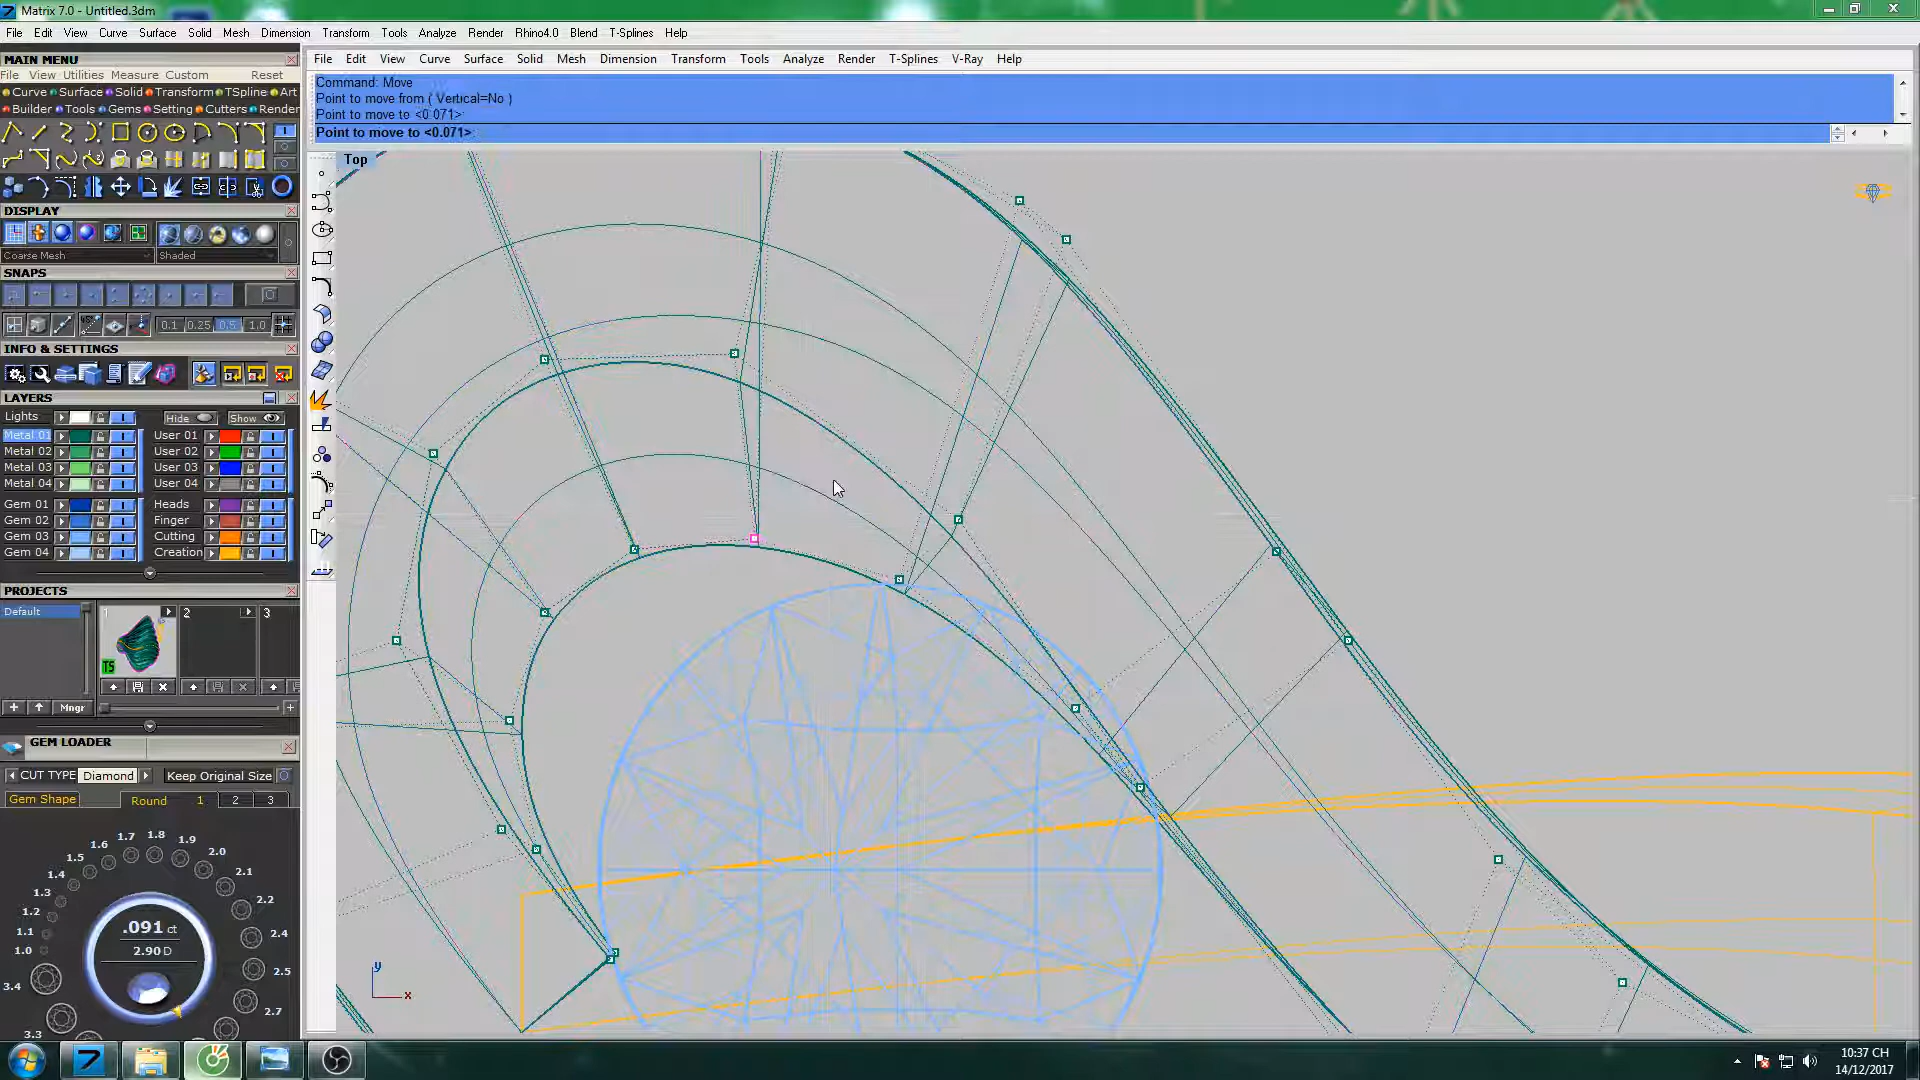 Matrix 7.0 - Untitled.3dm
File Edit View Curve Surface Solid Mesh Dimension Transform Tools Analyze Render Rhino4.0 Blend T-Splines Help
MAIN MENU
File View Utilities Measure Custom Reset
Curve Surface Solid Transform TSpline Art
Builder Tools Gems Setting Cutters Render
File Edit View Curve Surface Solid Mesh Dimension Transform Tools Analyze Render T-Splines V-Ray Help
Command: Move
Point to move from ( Vertical=No )
Point to move to <0.071>
Point to move to <0.071>:
Top
DISPLAY
Coarse Mesh Shaded
SNAPS
0.1 0.25 0.5 1.0
INFO & SETTINGS
LAYERS
Lights Hide Show
Metal 01 User 01
Metal 02 User 02
Metal 03 User 03
Metal 04 User 04
Gem 01 Heads
Gem 02 Finger
Gem 03 Cutting
Gem 04 Creation
PROJECTS
Default 1 2 3
TS
Mngr
GEM LOADER
CUT TYPE Diamond Keep Original Size
Gem Shape Round 1 2 3
1.7 1.8
1.6 1.9
1.5 2.0
1.4 2.1
1.3 2.2
1.2
1.1 2.4
1.0
.091 ct
2.90 D
2.5
3.4 2.7
3.3
y
x
10:37 CH
14/12/2017